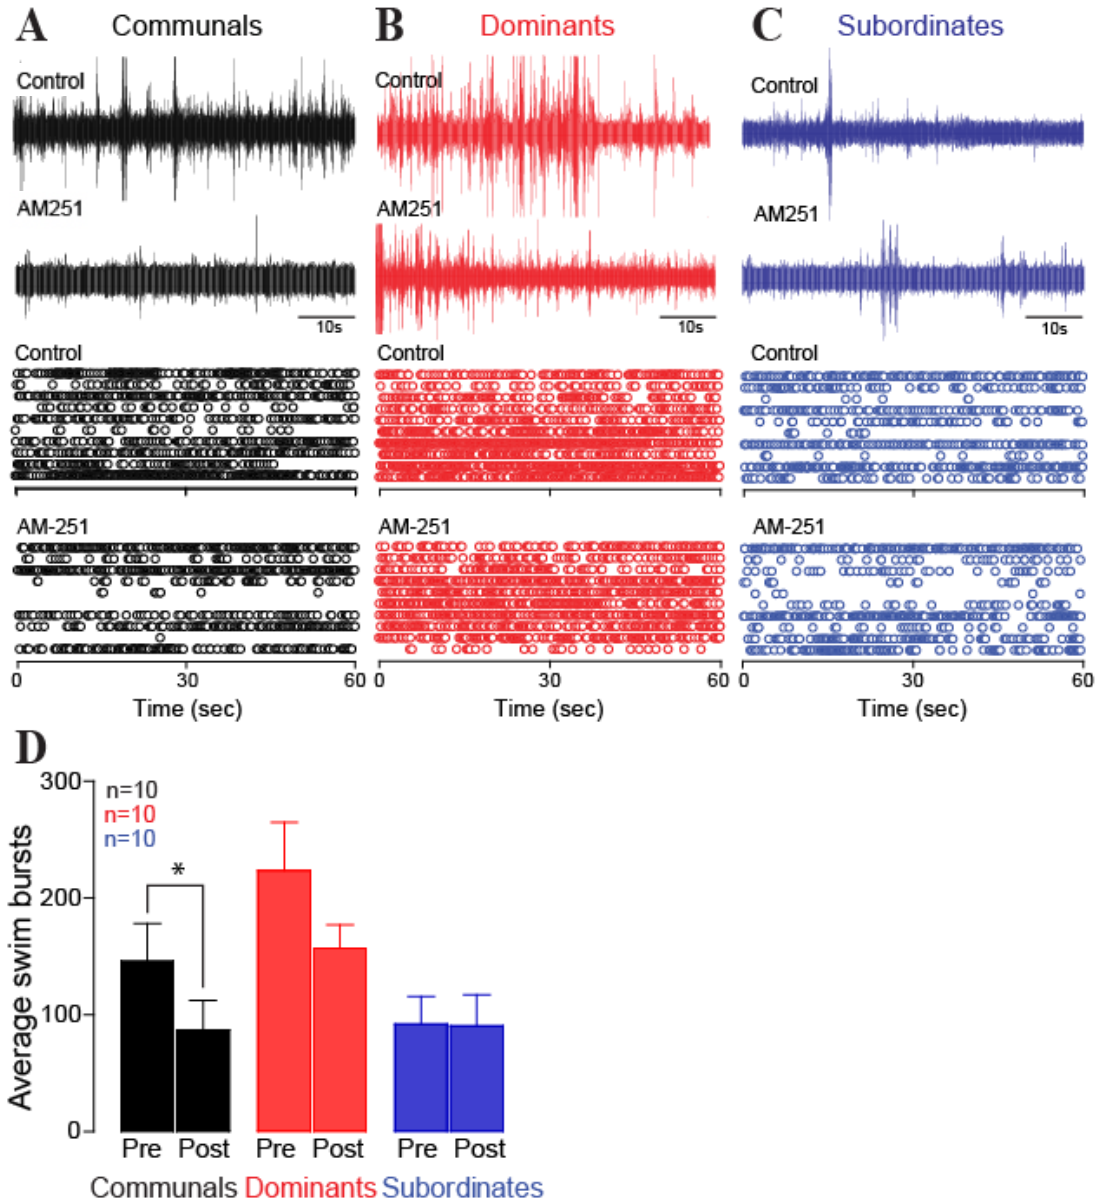 A Communals
B Dominants
C Subordinates
Control
Control
Control
AM251
AM251
AM251
10s
10s
10s
Control
Control
Control
AM-251
AM-251
AM-251
0 30 60
0 30 60
0 30 60
Time (sec)
Time (sec)
Time (sec)
D
Average swim bursts
300
200
100
0
n=10
n=10
n=10
*
Pre Post
Pre Post
Pre Post
Communals Dominants Subordinates